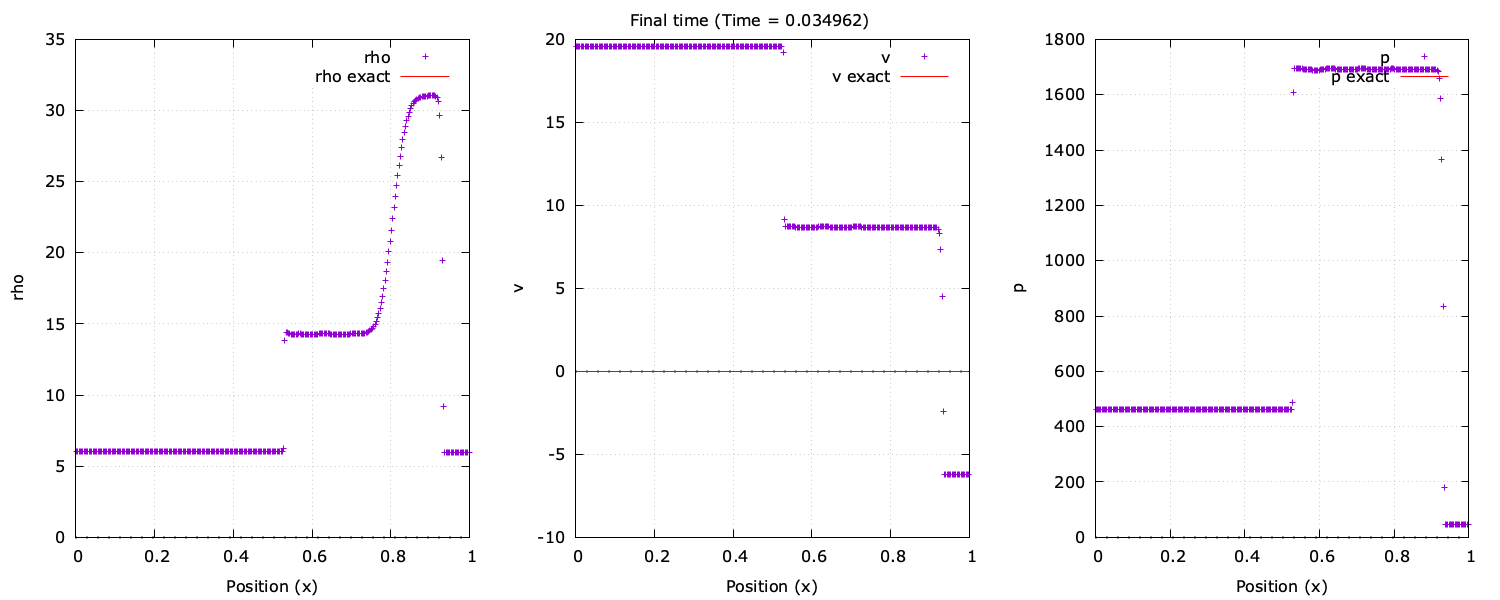 Final time (Time = 0.034962)
35
30
25
20
15
10
5
0
rho
rho
rho exact
0 0.2 0.4 0.6 0.8 1
Position (x)
20
15
10
5
0
-5
-10
v
v
v exact
0 0.2 0.4 0.6 0.8 1
Position (x)
1800
1600
1400
1200
1000
800
600
400
200
0
p
p
p exact
0 0.2 0.4 0.6 0.8 1
Position (x)